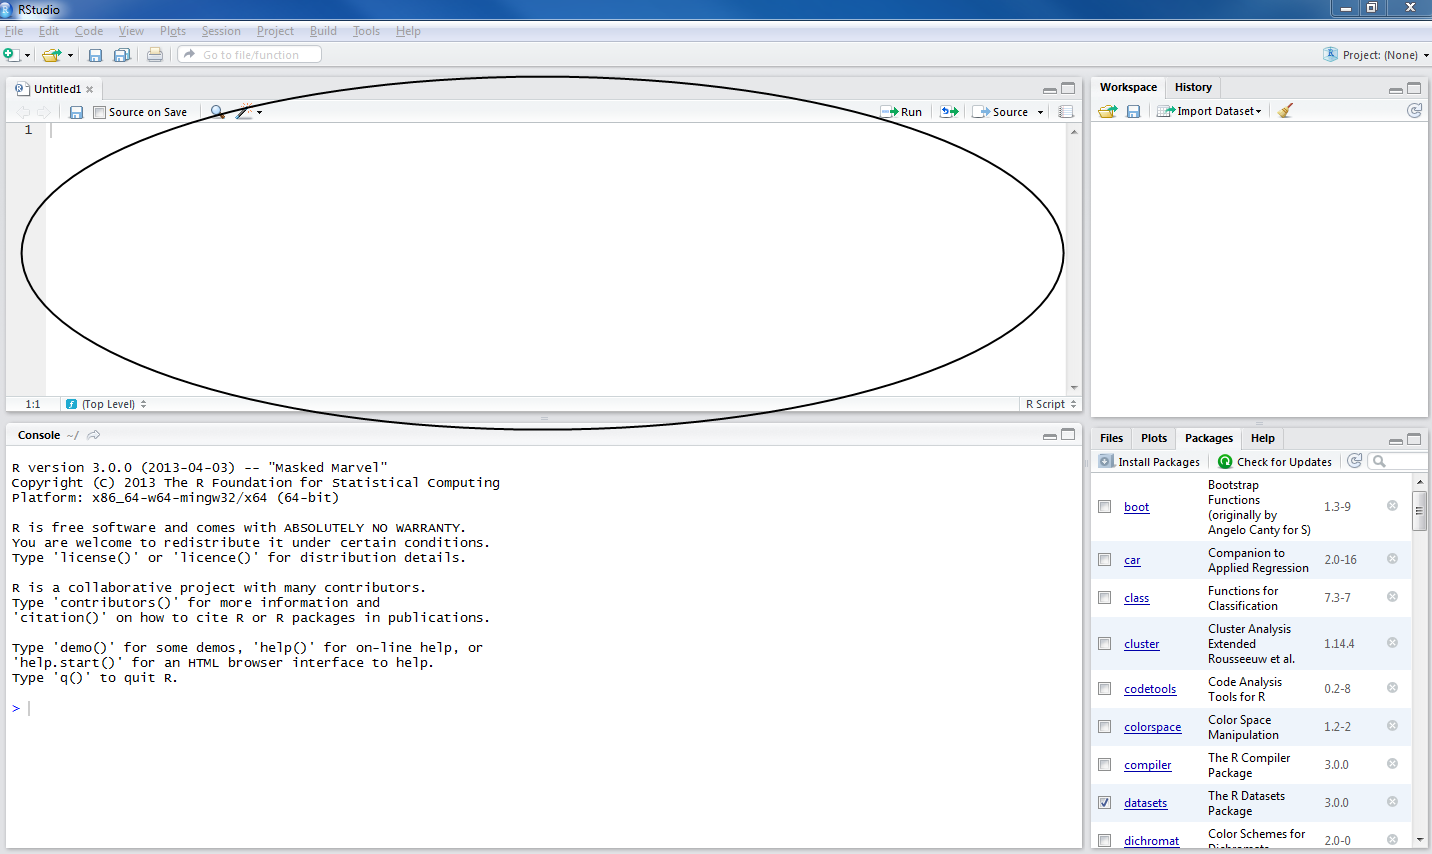 RStudio
File Edit Code View Plots Session Project Build Tools Help
Go to file/function
Project: (None)
Untitled1
Source on Save
Run
Source
1
1:1
(Top Level)
R Script
Console ~/
R version 3.0.0 (2013-04-03) -- "Masked Marvel"
Copyright (C) 2013 The R Foundation for Statistical Computing
Platform: x86_64-w64-mingw32/x64 (64-bit)
R is free software and comes with ABSOLUTELY NO WARRANTY.
You are welcome to redistribute it under certain conditions.
Type 'license()' or 'licence()' for distribution details.
R is a collaborative project with many contributors.
Type 'contributors()' for more information and
'citation()' on how to cite R or R packages in publications.
Type 'demo()' for some demos, 'help()' for on-line help, or
'help.start()' for an HTML browser interface to help.
Type 'q()' to quit R.
>
Workspace History
Import Dataset
Files Plots Packages Help
Install Packages Check for Updates
boot
Bootstrap
Functions
(originally by
Angelo Canty for S)
1.3-9
car
Companion to
Applied Regression
2.0-16
class
Functions for
Classification
7.3-7
cluster
Cluster Analysis
Extended
Rousseeuw et al.
1.14.4
codetools
Code Analysis
Tools for R
0.2-8
colorspace
Color Space
Manipulation
1.2-2
compiler
The R Compiler
Package
3.0.0
datasets
The R Datasets
Package
3.0.0
dichromat
Color Schemes for
2.0-0